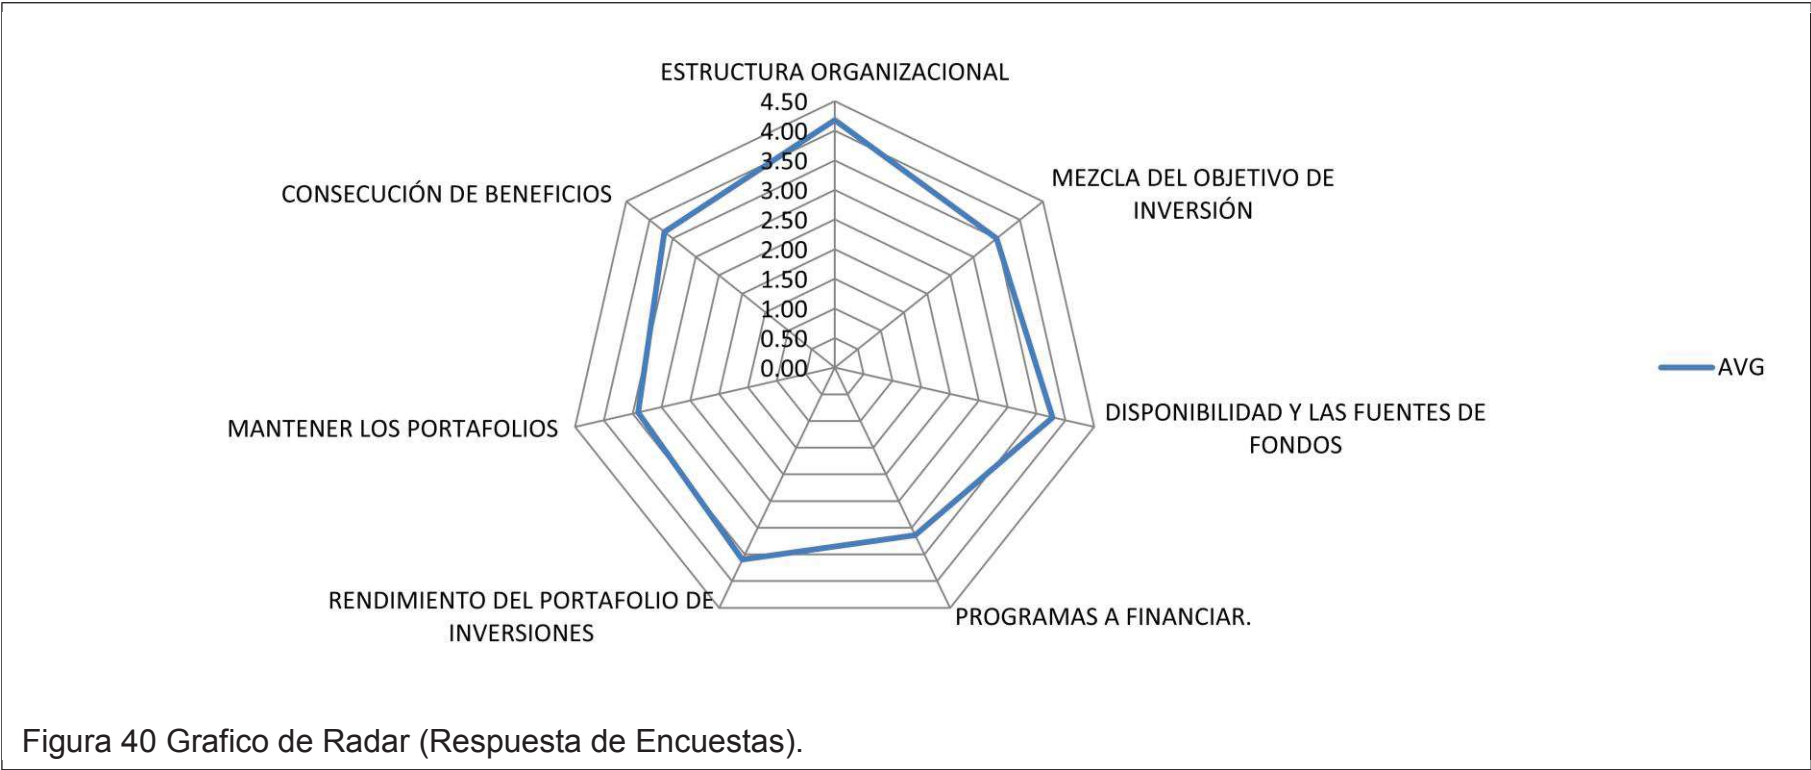 ESTRUCTURA ORGANIZACIONAL
4.50
4.00
3.50
3.00
2.50
2.00
1.50
1.00
0.50
0.00
MEZCLA DEL OBJETIVO DE
INVERSIÓN
CONSECUCIÓN DE BENEFICIOS
AVG
DISPONIBILIDAD Y LAS FUENTES DE
FONDOS
MANTENER LOS PORTAFOLIOS
RENDIMIENTO DEL PORTAFOLIO DE
INVERSIONES
PROGRAMAS A FINANCIAR.
Figura 40 Grafico de Radar (Respuesta de Encuestas).